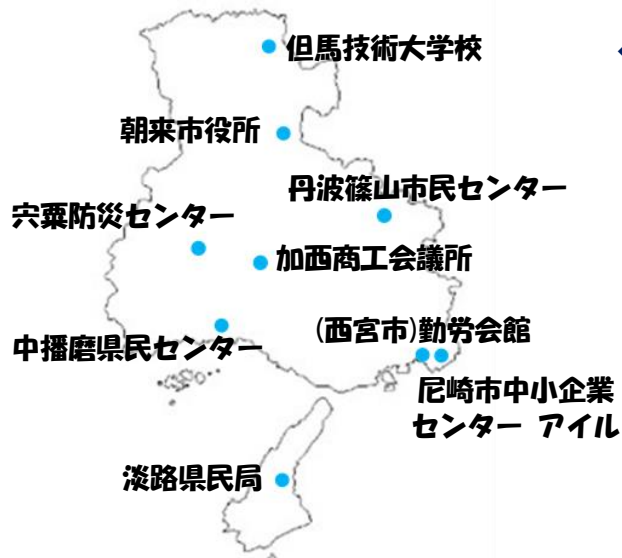 但馬技術大学校
朝来市役所
丹波篠山市民センター
宍粟防災センター
加西商工会議所
(西宮市)勤労会館
中播磨県民センター
尼崎市中小企業
センター アイル
淡路県民局